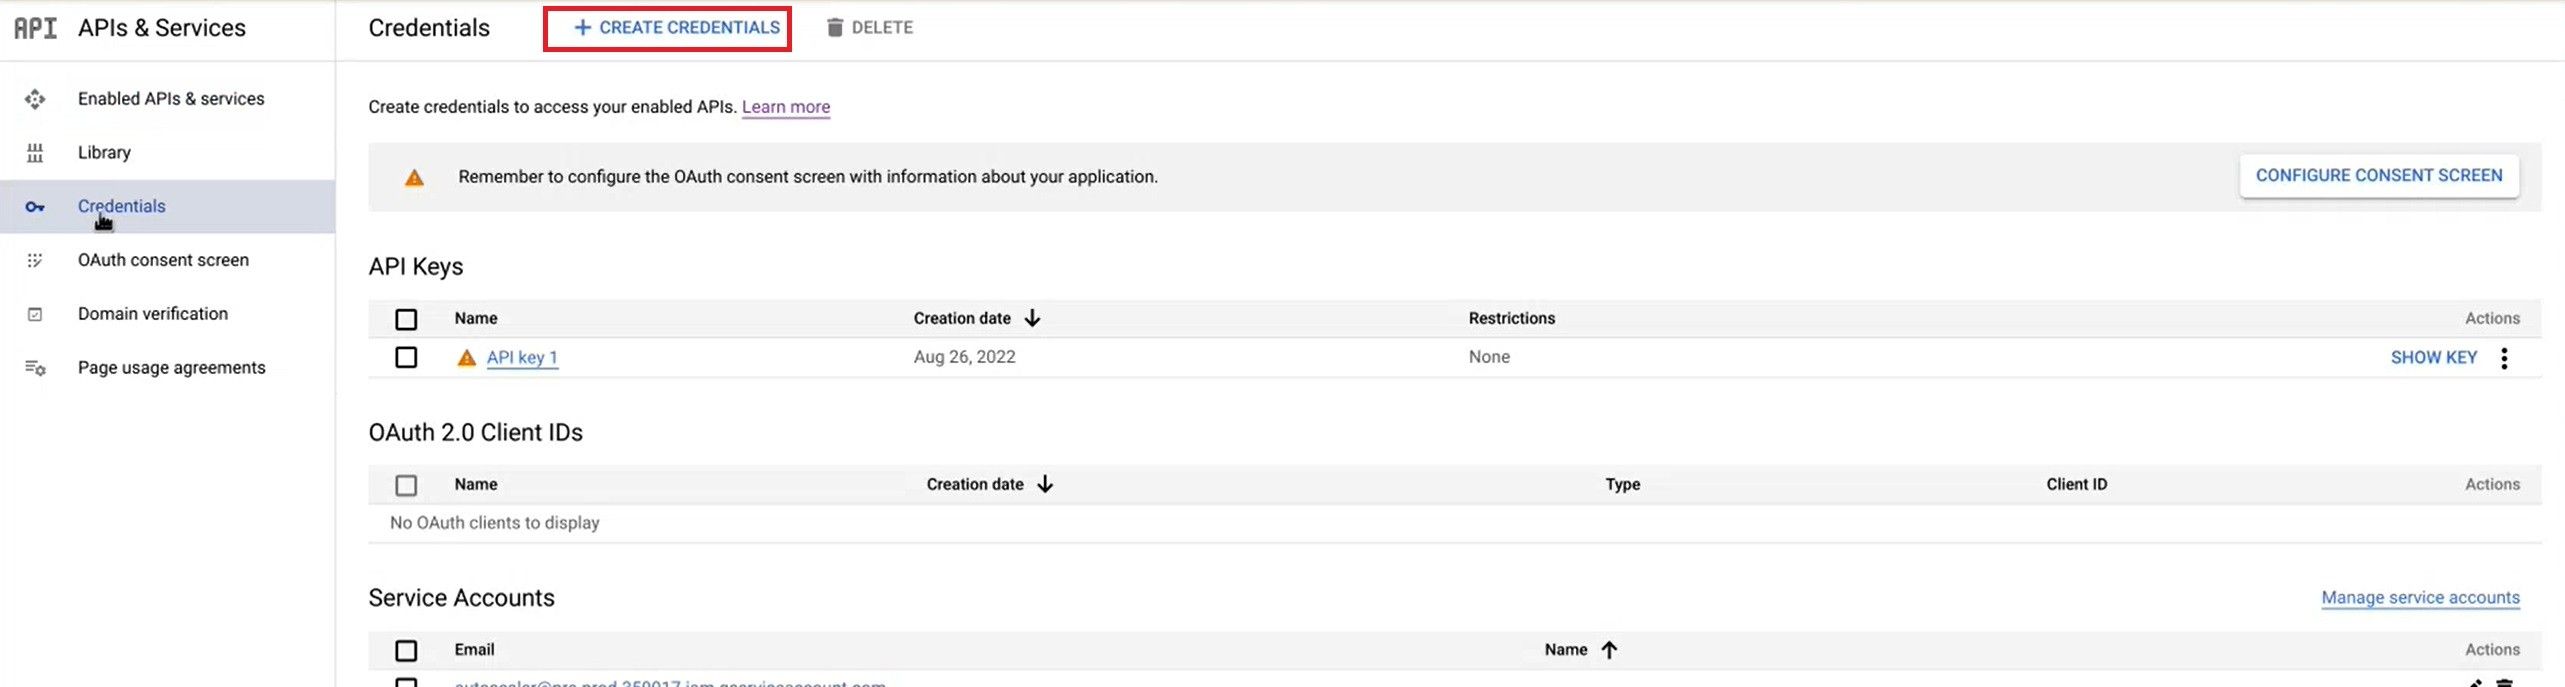 API APIs & Services
Credentials
+ CREATE CREDENTIALS
DELETE
Enabled APIs & services
Library
Credentials
OAuth consent screen
Domain verification
Page usage agreements
Create credentials to access your enabled APIs. Learn more
Remember to configure the OAuth consent screen with information about your application.
CONFIGURE CONSENT SCREEN
API Keys
Name Creation date Restrictions Actions
API key 1 Aug 26, 2022 None SHOW KEY
OAuth 2.0 Client IDs
Name Creation date Type Client ID Actions
No OAuth clients to display
Service Accounts
Manage service accounts
Email Name Actions